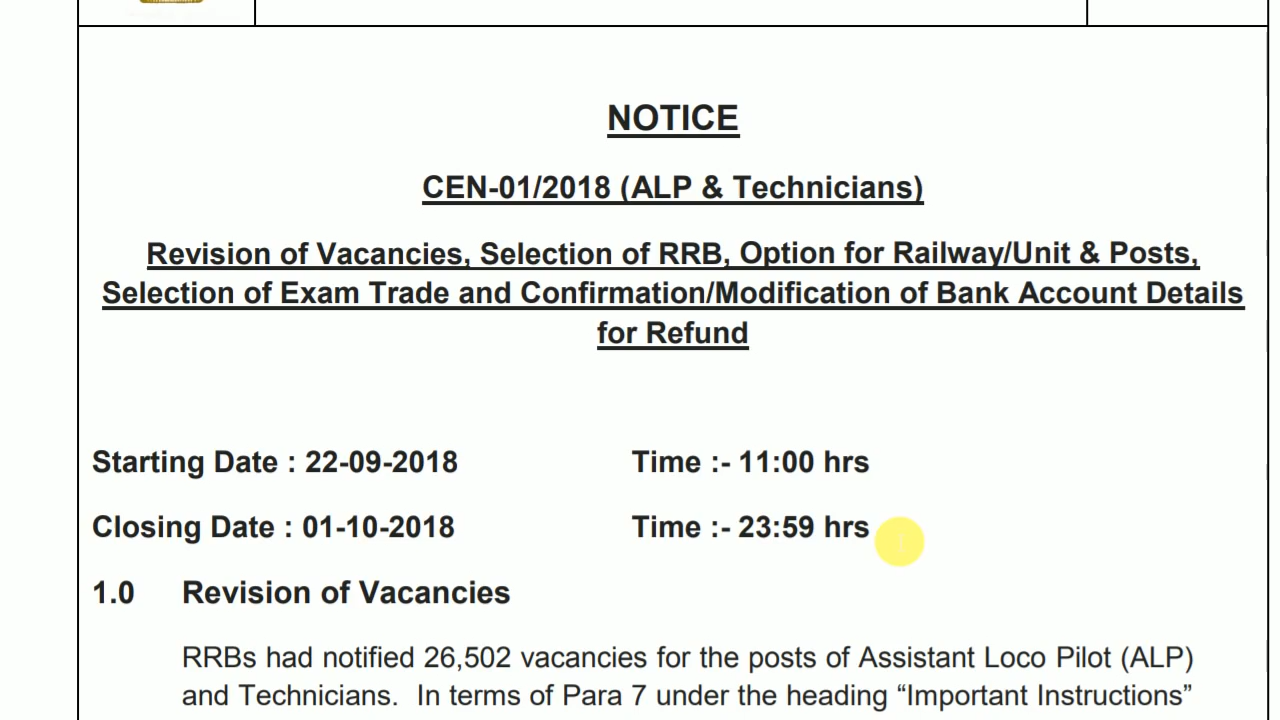 NOTICE
CEN-01/2018 (ALP & Technicians)
Revision of Vacancies, Selection of RRB, Option for Railway/Unit & Posts,
Selection of Exam Trade and Confirmation/Modification of Bank Account Details
for Refund
Starting Date : 22-09-2018 Time :- 11:00 hrs
Closing Date : 01-10-2018 Time :- 23:59 hrs
1.0 Revision of Vacancies
RRBs had notified 26,502 vacancies for the posts of Assistant Loco Pilot (ALP)
and Technicians. In terms of Para 7 under the heading “Important Instructions”